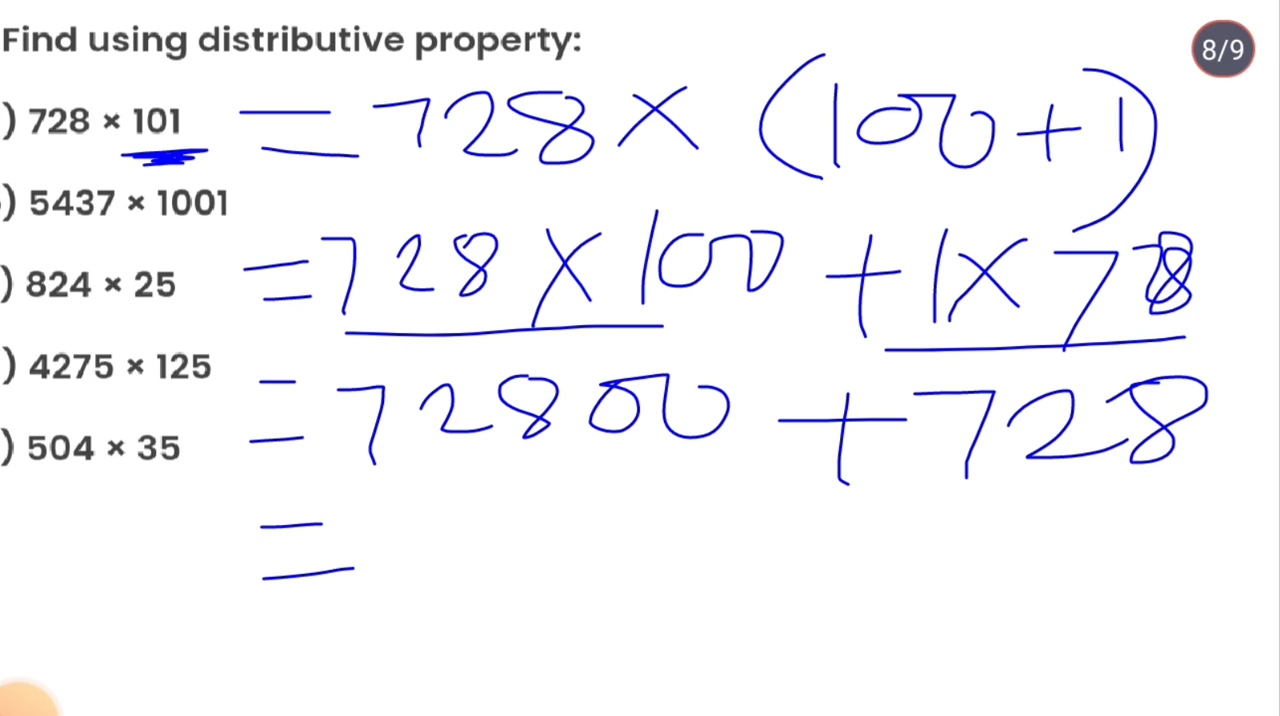 Find using distributive property:
8/9
) 728 × 101 = 728 × (100 + 1)
) 5437 × 1001
= 728 × 100 + 1 × 728
) 824 × 25
) 4275 × 125
= 72800 + 728
) 504 × 35
=